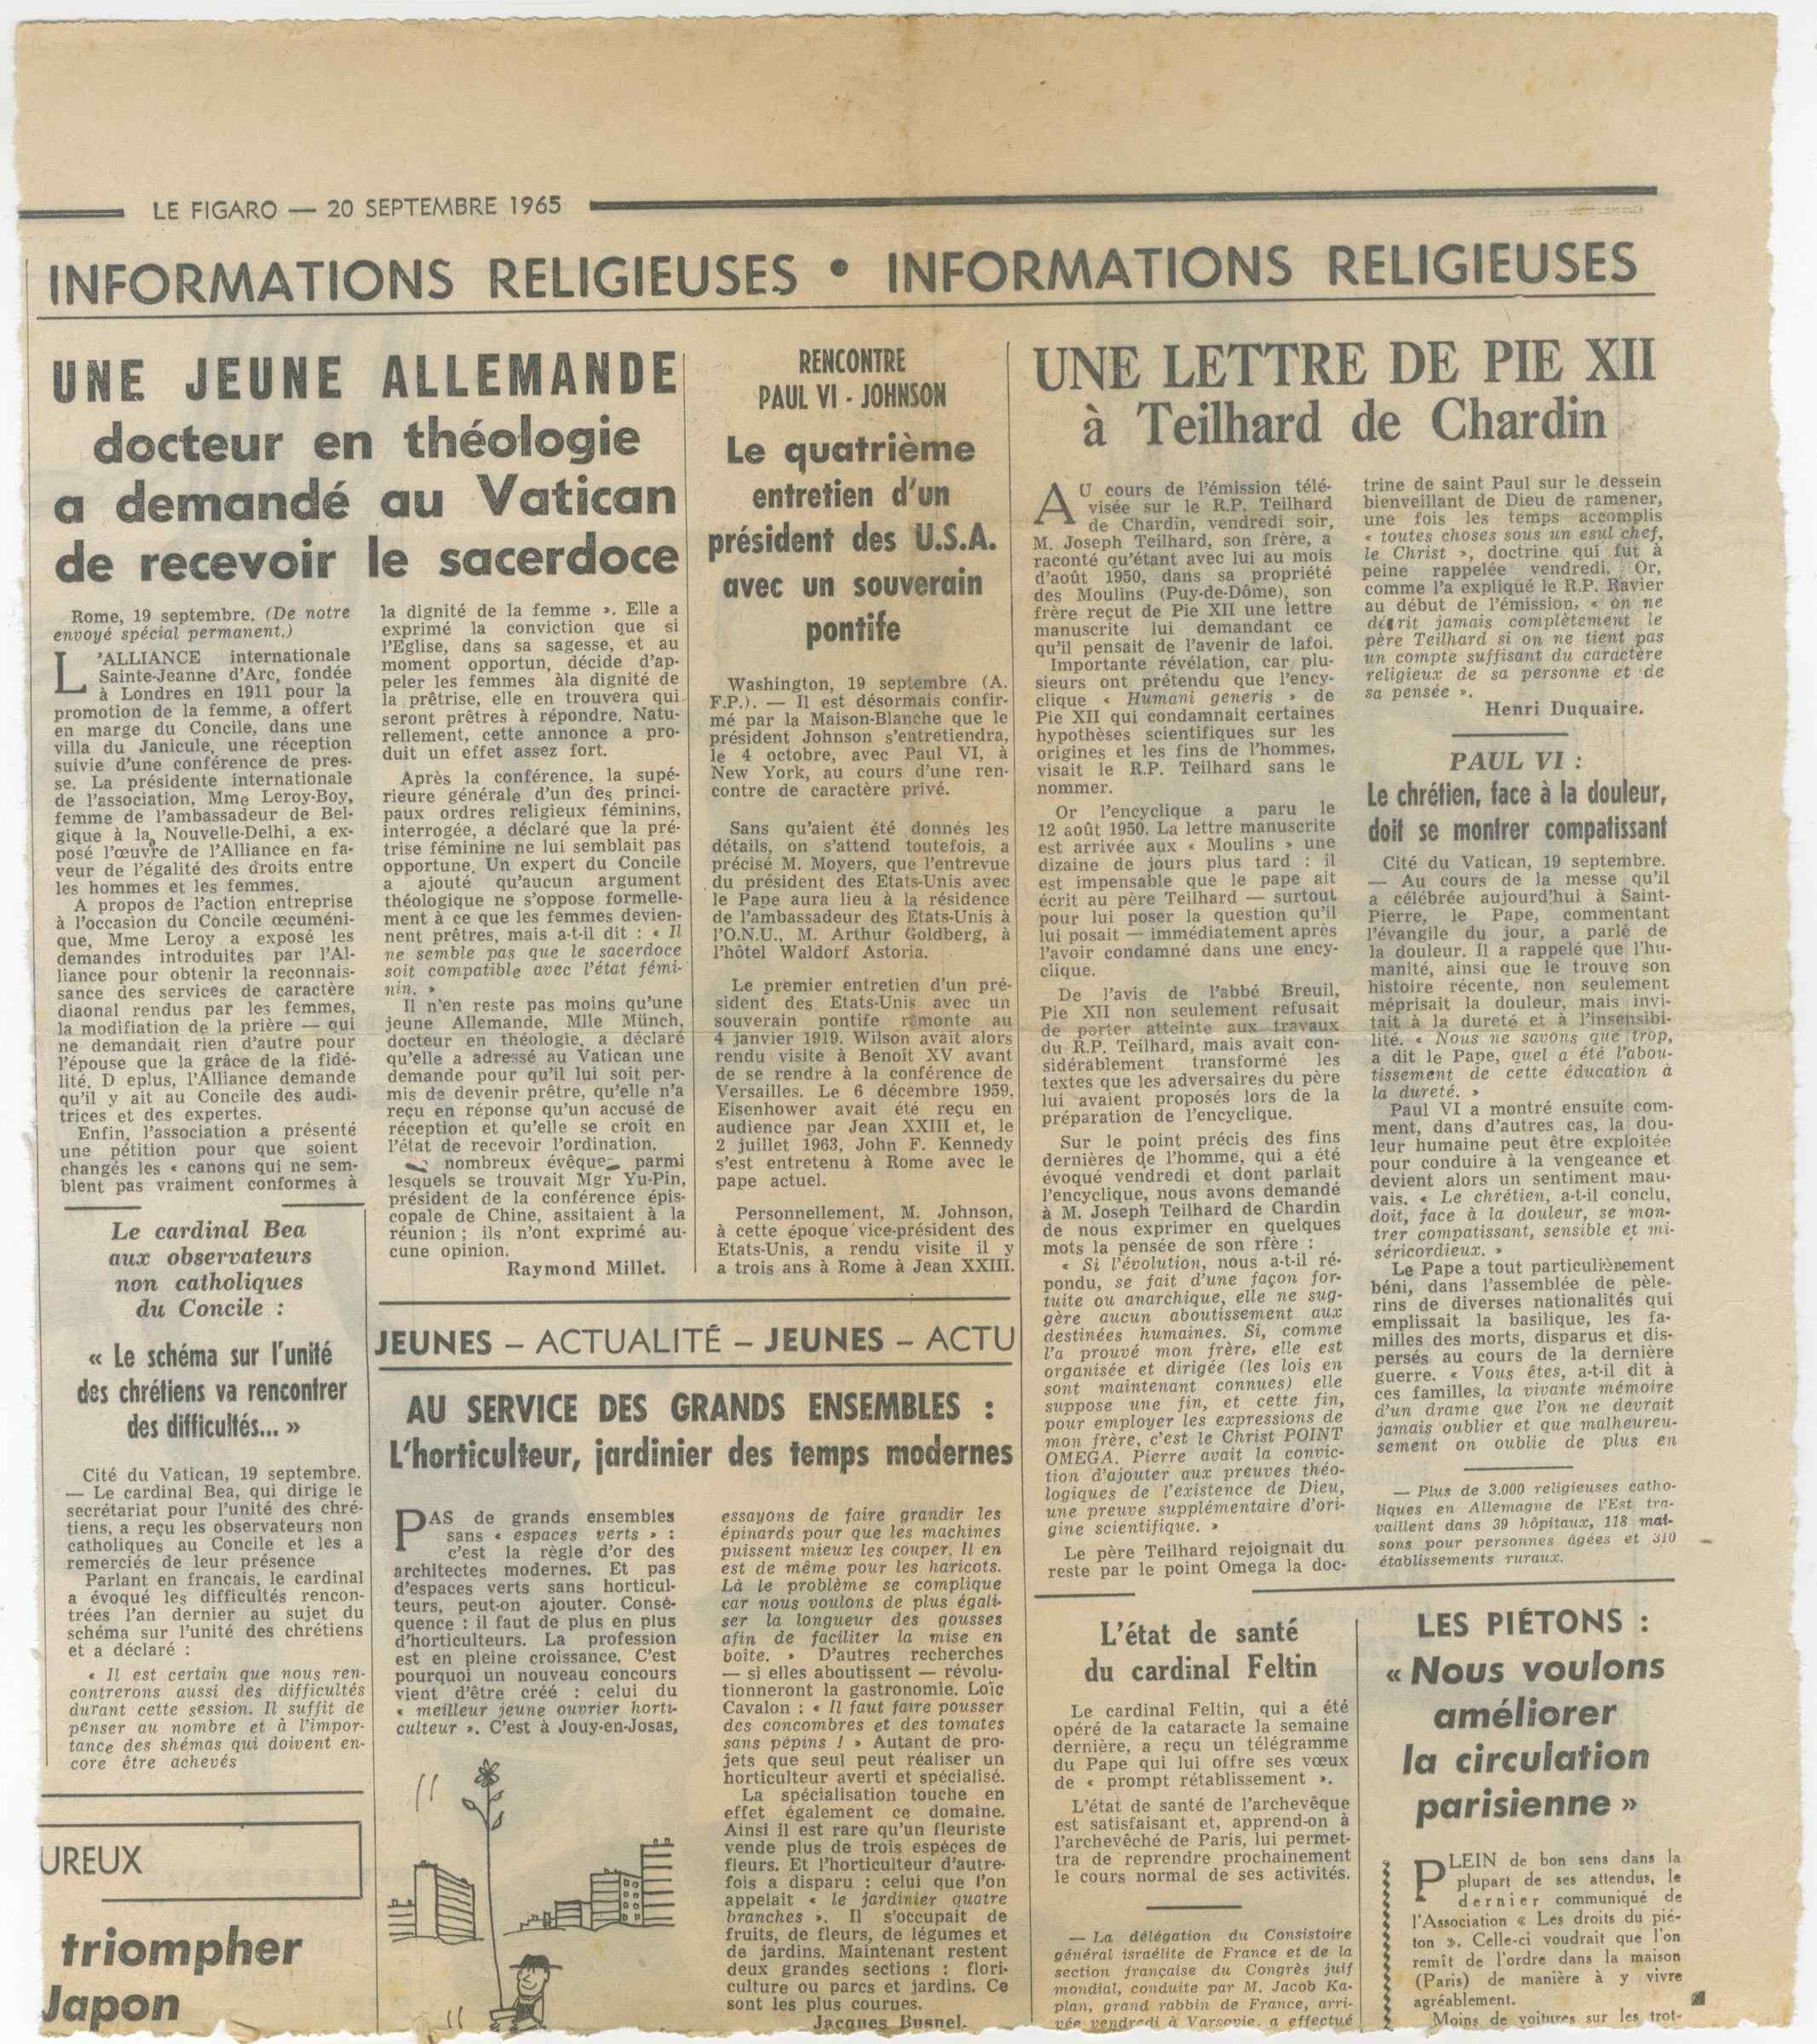 LE FIGARO — 20 SEPTEMBRE 1965
INFORMATIONS RELIGIEUSES • INFORMATIONS RELIGIEUSES
UNE JEUNE ALLEMANDE
docteur en théologie
a demandé au Vatican
de recevoir le sacerdoce
Rome, 19 septembre. (De notre
envoyé spécial permanent.)
L'ALLIANCE internationale
Sainte-Jeanne d'Arc, fondée
à Londres en 1911 pour la
promotion de la femme, a offert
en marge du Concile, dans une
villa du Janicule, une réception
suivie d'une conférence de pres-
se. La présidente internationale
de l'association, Mme Leroy-Boy,
femme de l'ambassadeur de Bel-
gique à la Nouvelle-Delhi, a ex-
posé l'œuvre de l'Alliance en fa-
veur de l'égalité des droits entre
les hommes et les femmes.
A propos de l'action entreprise
à l'occasion du Concile œcuméni-
que, Mme Leroy a exposé les
demandes introduites par l'Al-
liance pour obtenir la reconnais-
sance des services de caractère
diaonal rendus par les femmes,
la modifiation de la prière — qui
ne demandait rien d'autre pour
l'épouse que la grâce de la fidé-
lité. D eplus, l'Alliance demande
qu'il y ait au Concile des audi-
trices et des expertes.
Enfin, l'association a présenté
une pétition pour que soient
changés les « canons qui ne sem-
blent pas vraiment conformes à
la dignité de la femme ». Elle a
exprimé la conviction que si
l'Eglise, dans sa sagesse, et au
moment opportun, décide d'ap-
peler les femmes àla dignité de
la prêtrise, elle en trouvera qui
seront prêtres à répondre. Natu-
rellement, cette annonce a pro-
duit un effet assez fort.
Après la conférence, la supé-
rieure générale d'un des princi-
paux ordres religieux féminins,
interrogée, a déclaré que la prê-
trise féminine ne lui semblait pas
opportune. Un expert du Concile
a ajouté qu'aucun argument
théologique ne s'oppose formelle-
ment à ce que les femmes devien-
nent prêtres, mais a-t-il dit : « Il
ne semble pas que le sacerdoce
soit compatible avec l'état fémi-
nin. »
Il n'en reste pas moins qu'une
jeune Allemande, Mlle Münch,
docteur en théologie, a déclaré
qu'elle a adressé au Vatican une
demande pour qu'il lui soit per-
mis de devenir prêtre, qu'elle n'a
reçu en réponse qu'un accusé de
réception et qu'elle se croit en
l'état de recevoir l'ordination.
nombreux évêques parmi
lesquels se trouvait Mgr Yu-Pin,
président de la conférence épis-
copale de Chine, assitaient à la
réunion ; ils n'ont exprimé au-
cune opinion.
Raymond Millet.
Le cardinal Bea
aux observateurs
non catholiques
du Concile :
« Le schéma sur l'unité
des chrétiens va rencontrer
des difficultés... »
Cité du Vatican, 19 septembre.
— Le cardinal Bea, qui dirige le
secrétariat pour l'unité des chré-
tiens, a reçu les observateurs non
catholiques au Concile et les a
remerciés de leur présence
Parlant en français, le cardinal
a évoqué les difficultés rencon-
trées l'an dernier au sujet du
schéma sur l'unité des chrétiens
et a déclaré :
« Il est certain que nous ren-
contrerons aussi des difficultés
durant cette session. Il suffit de
penser au nombre et à l'impor-
tance des shémas qui doivent en-
core être achevés
UREUX
triompher
Japon
RENCONTRE
PAUL VI - JOHNSON
Le quatrième
entretien d'un
président des U.S.A.
avec un souverain
pontife
Washington, 19 septembre (A.
F.P.). — Il est désormais confir-
mé par la Maison-Blanche que le
président Johnson s'entretiendra,
le 4 octobre, avec Paul VI, à
New York, au cours d'une ren-
contre de caractère privé.
Sans qu'aient été donnés les
détails, on s'attend toutefois, a
précisé M. Moyers, que l'entrevue
du président des Etats-Unis avec
le Pape aura lieu à la résidence
de l'ambassadeur des Etats-Unis à
l'O.N.U., M. Arthur Goldberg, à
l'hôtel Waldorf Astoria.
Le premier entretien d'un pré-
sident des Etats-Unis avec un
souverain pontife remonte au
4 janvier 1919. Wilson avait alors
rendu visite à Benoît XV avant
de se rendre à la conférence de
Versailles. Le 6 décembre 1959,
Eisenhower avait été reçu en
audience par Jean XXIII et, le
2 juillet 1963, John F. Kennedy
s'est entretenu à Rome avec le
pape actuel.
Personnellement, M. Johnson,
à cette époque vice-président des
Etats-Unis, a rendu visite il y
a trois ans à Rome à Jean XXIII.
JEUNES – ACTUALITÉ – JEUNES – ACTU
AU SERVICE DES GRANDS ENSEMBLES :
L'horticulteur, jardinier des temps modernes
PAS de grands ensembles
sans « espaces verts » :
c'est la règle d'or des
architectes modernes. Et pas
d'espaces verts sans horticul-
teurs, peut-on ajouter. Consé-
quence : il faut de plus en plus
d'horticulteurs. La profession
est en pleine croissance. C'est
pourquoi un nouveau concours
vient d'être créé : celui du
« meilleur jeune ouvrier horti-
culteur ». C'est à Jouy-en-Josas,
essayons de faire grandir les
épinards pour que les machines
puissent mieux les couper. Il en
est de même pour les haricots.
Là le problème se complique
car nous voulons de plus égali-
ser la longueur des gousses
afin de faciliter la mise en
boîte. » D'autres recherches
— si elles aboutissent — révolu-
tionneront la gastronomie. Loïc
Cavalon : « Il faut faire pousser
des concombres et des tomates
sans pépins ! » Autant de pro-
jets que seul peut réaliser un
horticulteur averti et spécialisé.
La spécialisation touche en
effet également ce domaine.
Ainsi il est rare qu'un fleuriste
vende plus de trois espèces de
fleurs. Et l'horticulteur d'autre-
fois a disparu : celui que l'on
appelait « le jardinier quatre
branches ». Il s'occupait de
fruits, de fleurs, de légumes et
de jardins. Maintenant restent
deux grandes sections : flori-
culture ou parcs et jardins. Ce
sont les plus courues.
Jacques Busnel.
UNE LETTRE DE PIE XII
à Teilhard de Chardin
AU cours de l'émission télé-
visée sur le R.P. Teilhard
de Chardin, vendredi soir,
M. Joseph Teilhard, son frère, a
raconté qu'étant avec lui au mois
d'août 1950, dans sa propriété
des Moulins (Puy-de-Dôme), son
frère reçut de Pie XII une lettre
manuscrite lui demandant ce
qu'il pensait de l'avenir de lafoi.
Importante révélation, car plu-
sieurs ont prétendu que l'ency-
clique « Humani generis » de
Pie XII qui condamnait certaines
hypothèses scientifiques sur les
origines et les fins de l'hommes,
visait le R.P. Teilhard sans le
nommer.
Or l'encyclique a paru le
12 août 1950. La lettre manuscrite
est arrivée aux « Moulins » une
dizaine de jours plus tard : il
est impensable que le pape ait
écrit au père Teilhard — surtout
pour lui poser la question qu'il
lui posait — immédiatement après
l'avoir condamné dans une ency-
clique.
De l'avis de l'abbé Breuil,
Pie XII non seulement refusait
de porter atteinte aux travaux
du R.P. Teilhard, mais avait con-
sidérablement transformé les
textes que les adversaires du père
lui avaient proposés lors de la
préparation de l'encyclique.
Sur le point précis des fins
dernières de l'homme, qui a été
évoqué vendredi et dont parlait
l'encyclique, nous avons demandé
à M. Joseph Teilhard de Chardin
de nous exprimer en quelques
mots la pensée de son rfère :
« Si l'évolution, nous a-t-il ré-
pondu, se fait d'une façon for-
tuite ou anarchique, elle ne sug-
gère aucun aboutissement aux
destinées humaines. Si, comme
l'a prouvé mon frère, elle est
organisée et dirigée (les lois en
sont maintenant connues) elle
suppose une fin, et cette fin,
pour employer les expressions de
mon frère, c'est le Christ POINT
OMEGA. Pierre avait la convic-
tion d'ajouter aux preuves théo-
logiques de l'existence de Dieu,
une preuve supplémentaire d'ori-
gine scientifique. »
Le père Teilhard rejoignait du
reste par le point Omega la doc-
trine de saint Paul sur le dessein
bienveillant de Dieu de ramener,
une fois les temps accomplis
« toutes choses sous un esul chef,
le Christ », doctrine qui fut à
peine rappelée vendredi. Or,
comme l'a expliqué le R.P. Ravier
au début de l'émission, « on ne
décrit jamais complètement le
père Teilhard si on ne tient pas
un compte suffisant du caractère
religieux de sa personne et de
sa pensée ».
Henri Duquaire.
PAUL VI :
Le chrétien, face à la douleur,
doit se montrer compatissant
Cité du Vatican, 19 septembre.
— Au cours de la messe qu'il
a célébrée aujourd'hui à Saint-
Pierre, le Pape, commentant
l'évangile du jour, a parlé de
la douleur. Il a rappelé que l'hu-
manité, ainsi que le trouve son
histoire récente, non seulement
méprisait la douleur, mais invi-
tait à la dureté et à l'insensibi-
lité. « Nous ne savons que trop,
a dit le Pape, quel a été l'abou-
tissement de cette éducation à
la dureté. »
Paul VI a montré ensuite com-
ment, dans d'autres cas, la dou-
leur humaine peut être exploitée
pour conduire à la vengeance et
devient alors un sentiment mau-
vais. « Le chrétien, a-t-il conclu,
doit, face à la douleur, se mon-
trer compatissant, sensible et mi-
séricordieux. »
Le Pape a tout particulièrement
béni, dans l'assemblée de pèle-
rins de diverses nationalités qui
emplissait la basilique, les fa-
milles des morts, disparus et dis-
persés au cours de la dernière
guerre. « Vous êtes, a-t-il dit à
ces familles, la vivante mémoire
d'un drame que l'on ne devrait
jamais oublier et que malheureu-
sement on oublie de plus en
— Plus de 3.000 religieuses catho-
liques en Allemagne de l'Est tra-
vaillent dans 39 hôpitaux, 118 mai-
sons pour personnes âgées et 310
établissements ruraux.
L'état de santé
du cardinal Feltin
Le cardinal Feltin, qui a été
opéré de la cataracte la semaine
dernière, a reçu un télégramme
du Pape qui lui offre ses vœux
de « prompt rétablissement ».
L'état de santé de l'archevêque
est satisfaisant et, apprend-on à
l'archevêché de Paris, lui permet-
tra de reprendre prochainement
le cours normal de ses activités.
— La délégation du Consistoire
général israélite de France et de la
section française du Congrès juif
mondial, conduite par M. Jacob Ka-
plan, grand rabbin de France, arri-
vée vendredi à Varsovie, a effectué
LES PIÉTONS :
« Nous voulons
améliorer
la circulation
parisienne »
PLEIN de bon sens dans la
plupart de ses attendus, le
dernier communiqué de
l'Association « Les droits du pié-
ton ». Celle-ci voudrait que l'on
remît de l'ordre dans la maison
(Paris) de manière à y vivre
agréablement.
Moins de voitures sur les trot-